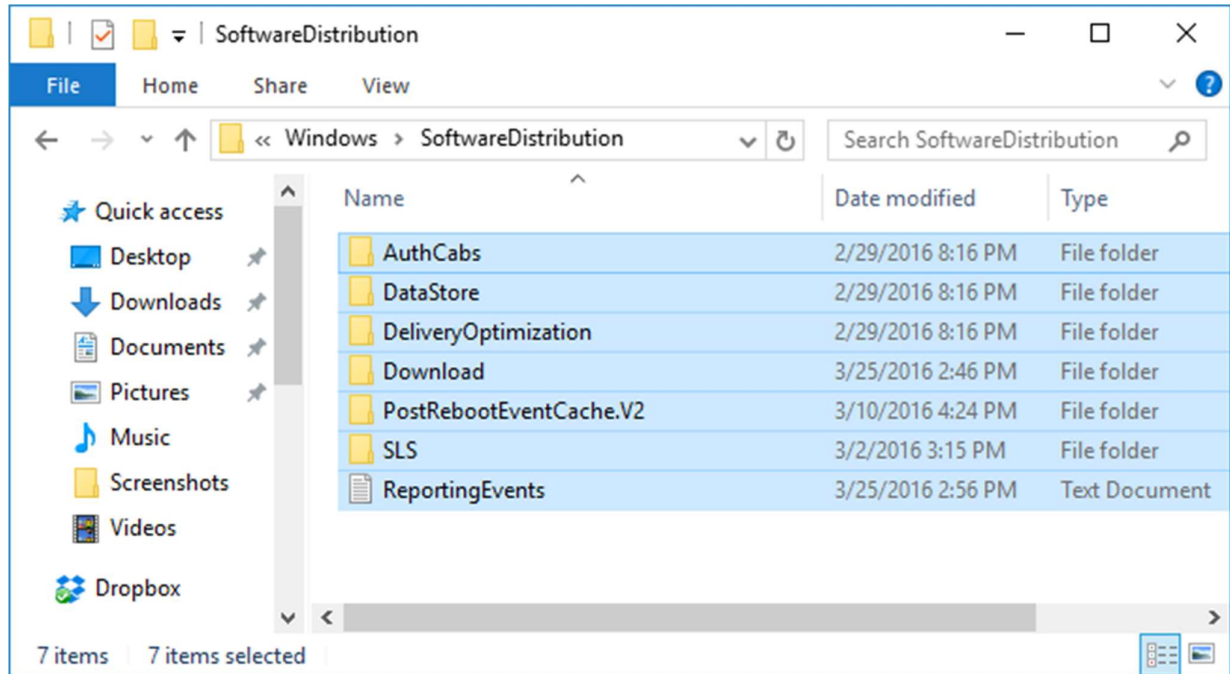 SoftwareDistribution
File Home Share View ?
« Windows > SoftwareDistribution Search SoftwareDistribution
Name Date modified Type
Quick access
Desktop
Downloads
Documents
Pictures
Music
Screenshots
Videos
Dropbox
AuthCabs 2/29/2016 8:16 PM File folder
DataStore 2/29/2016 8:16 PM File folder
DeliveryOptimization 2/29/2016 8:16 PM File folder
Download 3/25/2016 2:46 PM File folder
PostRebootEventCache.V2 3/10/2016 4:24 PM File folder
SLS 3/2/2016 3:15 PM File folder
ReportingEvents 3/25/2016 2:56 PM Text Document
7 items 7 items selected